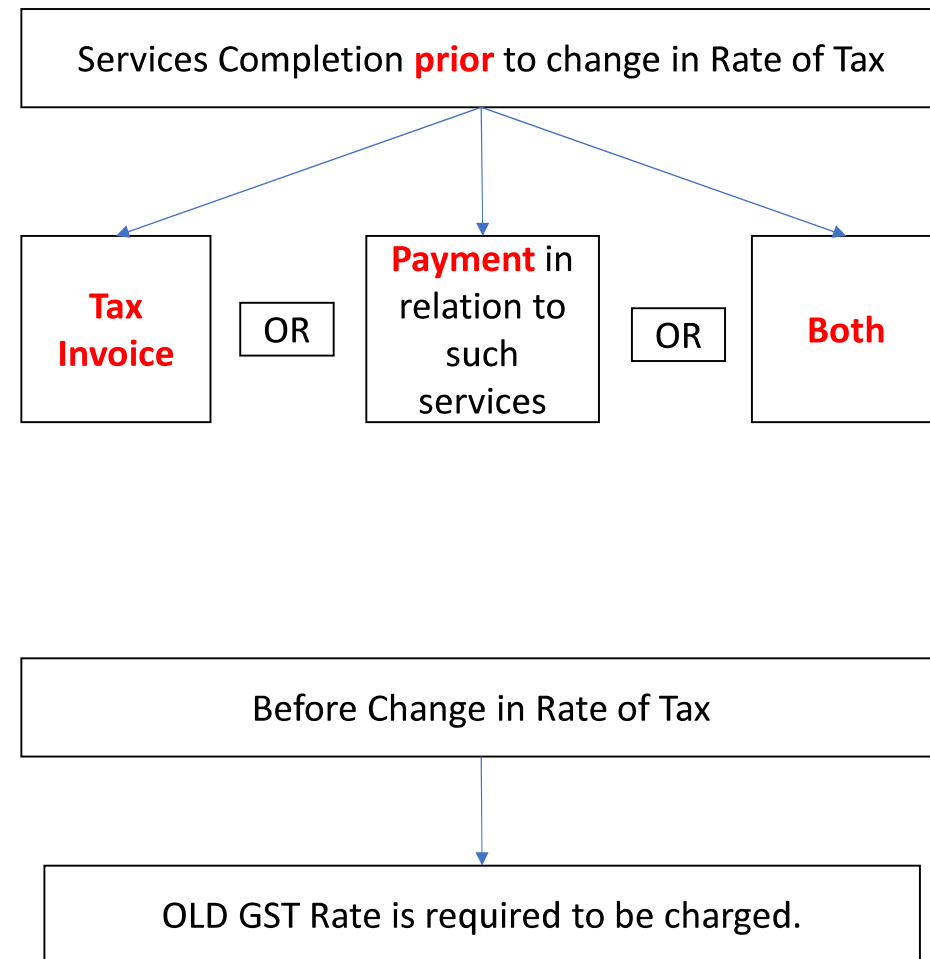 Services Completion prior to change in Rate of Tax
Tax
Invoice
OR
Payment in
relation to
such
services
OR
Both
Before Change in Rate of Tax
OLD GST Rate is required to be charged.